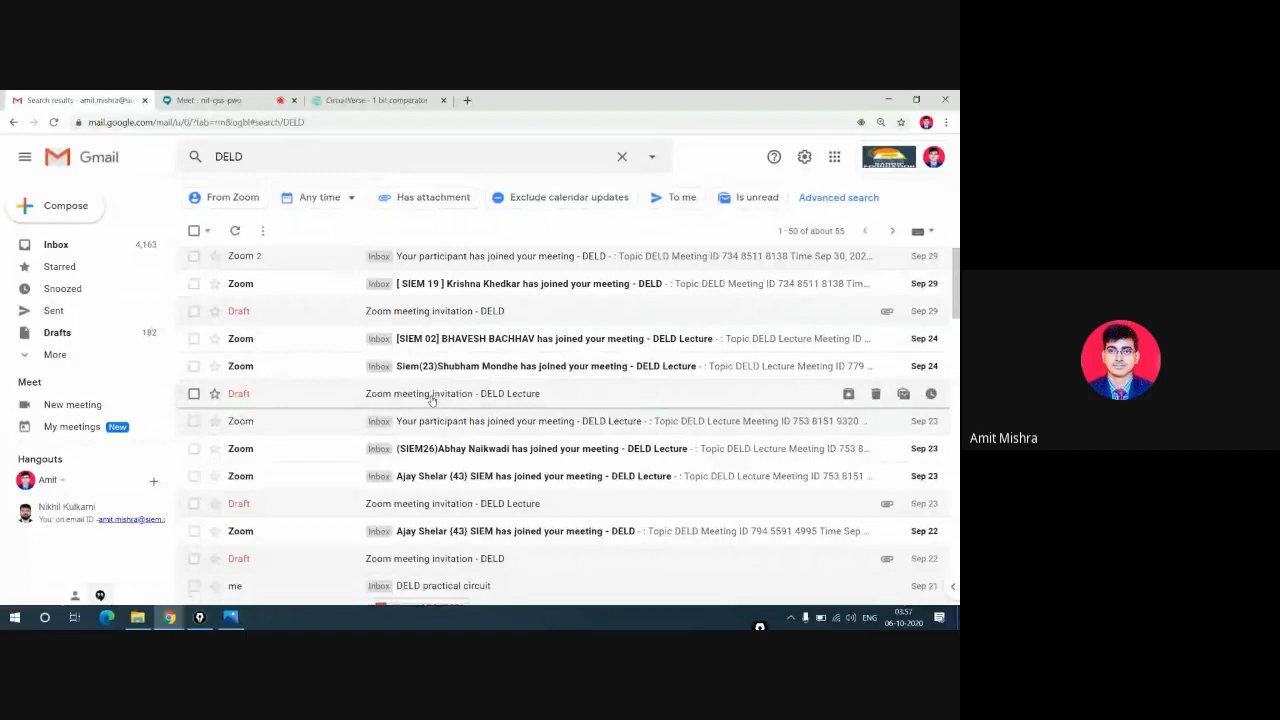 Search results - amit.mishra@si
Meet - nit-qjss-pwo
CircuitVerse - 1 bit comparator
mail.google.com/mail/u/0/?tab=rm&ogbl#search/DELD
Gmail
DELD
Compose
From Zoom Any time Has attachment Exclude calendar updates To me Is unread Advanced search
1–50 of about 55
Inbox 4,163
Starred
Snoozed
Sent
Drafts 182
More
Meet
New meeting
My meetings New
Hangouts
Amit
Nikhil Kulkarni
You: on email ID -amit.mishra@siem.
Zoom 2 Inbox Your participant has joined your meeting - DELD - : Topic DELD Meeting ID 734 8511 8138 Time Sep 30, 202... Sep 29
Zoom Inbox [ SIEM 19 ] Krishna Khedkar has joined your meeting - DELD - : Topic DELD Meeting ID 734 8511 8138 Tim... Sep 29
Draft Zoom meeting invitation - DELD Sep 29
Zoom Inbox [SIEM 02] BHAVESH BACHHAV has joined your meeting - DELD Lecture - : Topic DELD Lecture Meeting ID ... Sep 24
Zoom Inbox Siem(23)Shubham Mondhe has joined your meeting - DELD Lecture - : Topic DELD Lecture Meeting ID 779 ... Sep 24
Draft Zoom meeting invitation - DELD Lecture
Zoom Inbox Your participant has joined your meeting - DELD Lecture - : Topic DELD Lecture Meeting ID 753 8151 9320 ... Sep 23
Zoom Inbox (SIEM26)Abhay Naikwadi has joined your meeting - DELD Lecture - : Topic DELD Lecture Meeting ID 753 8... Sep 23
Zoom Inbox Ajay Shelar {43} SIEM has joined your meeting - DELD Lecture - : Topic DELD Lecture Meeting ID 753 8151 ... Sep 23
Draft Zoom meeting invitation - DELD Lecture Sep 23
Zoom Inbox Ajay Shelar {43} SIEM has joined your meeting - DELD - : Topic DELD Meeting ID 794 5591 4995 Time Sep ... Sep 22
Draft Zoom meeting invitation - DELD Sep 22
me Inbox DELD practical circuit Sep 21
ENG
03:57
06-10-2020
Amit Mishra